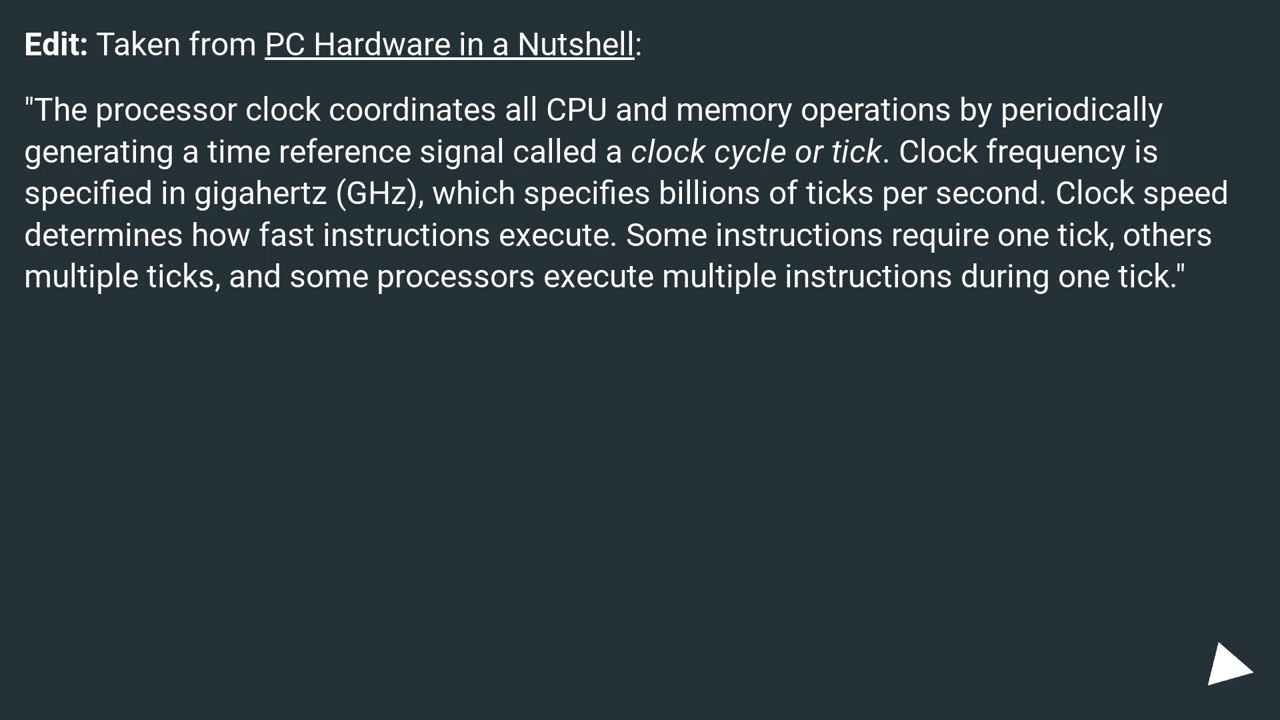 Edit: Taken from PC Hardware in a Nutshell:
"The processor clock coordinates all CPU and memory operations by periodically
generating a time reference signal called a clock cycle or tick. Clock frequency is
specified in gigahertz (GHz), which specifies billions of ticks per second. Clock speed
determines how fast instructions execute. Some instructions require one tick, others
multiple ticks, and some processors execute multiple instructions during one tick."